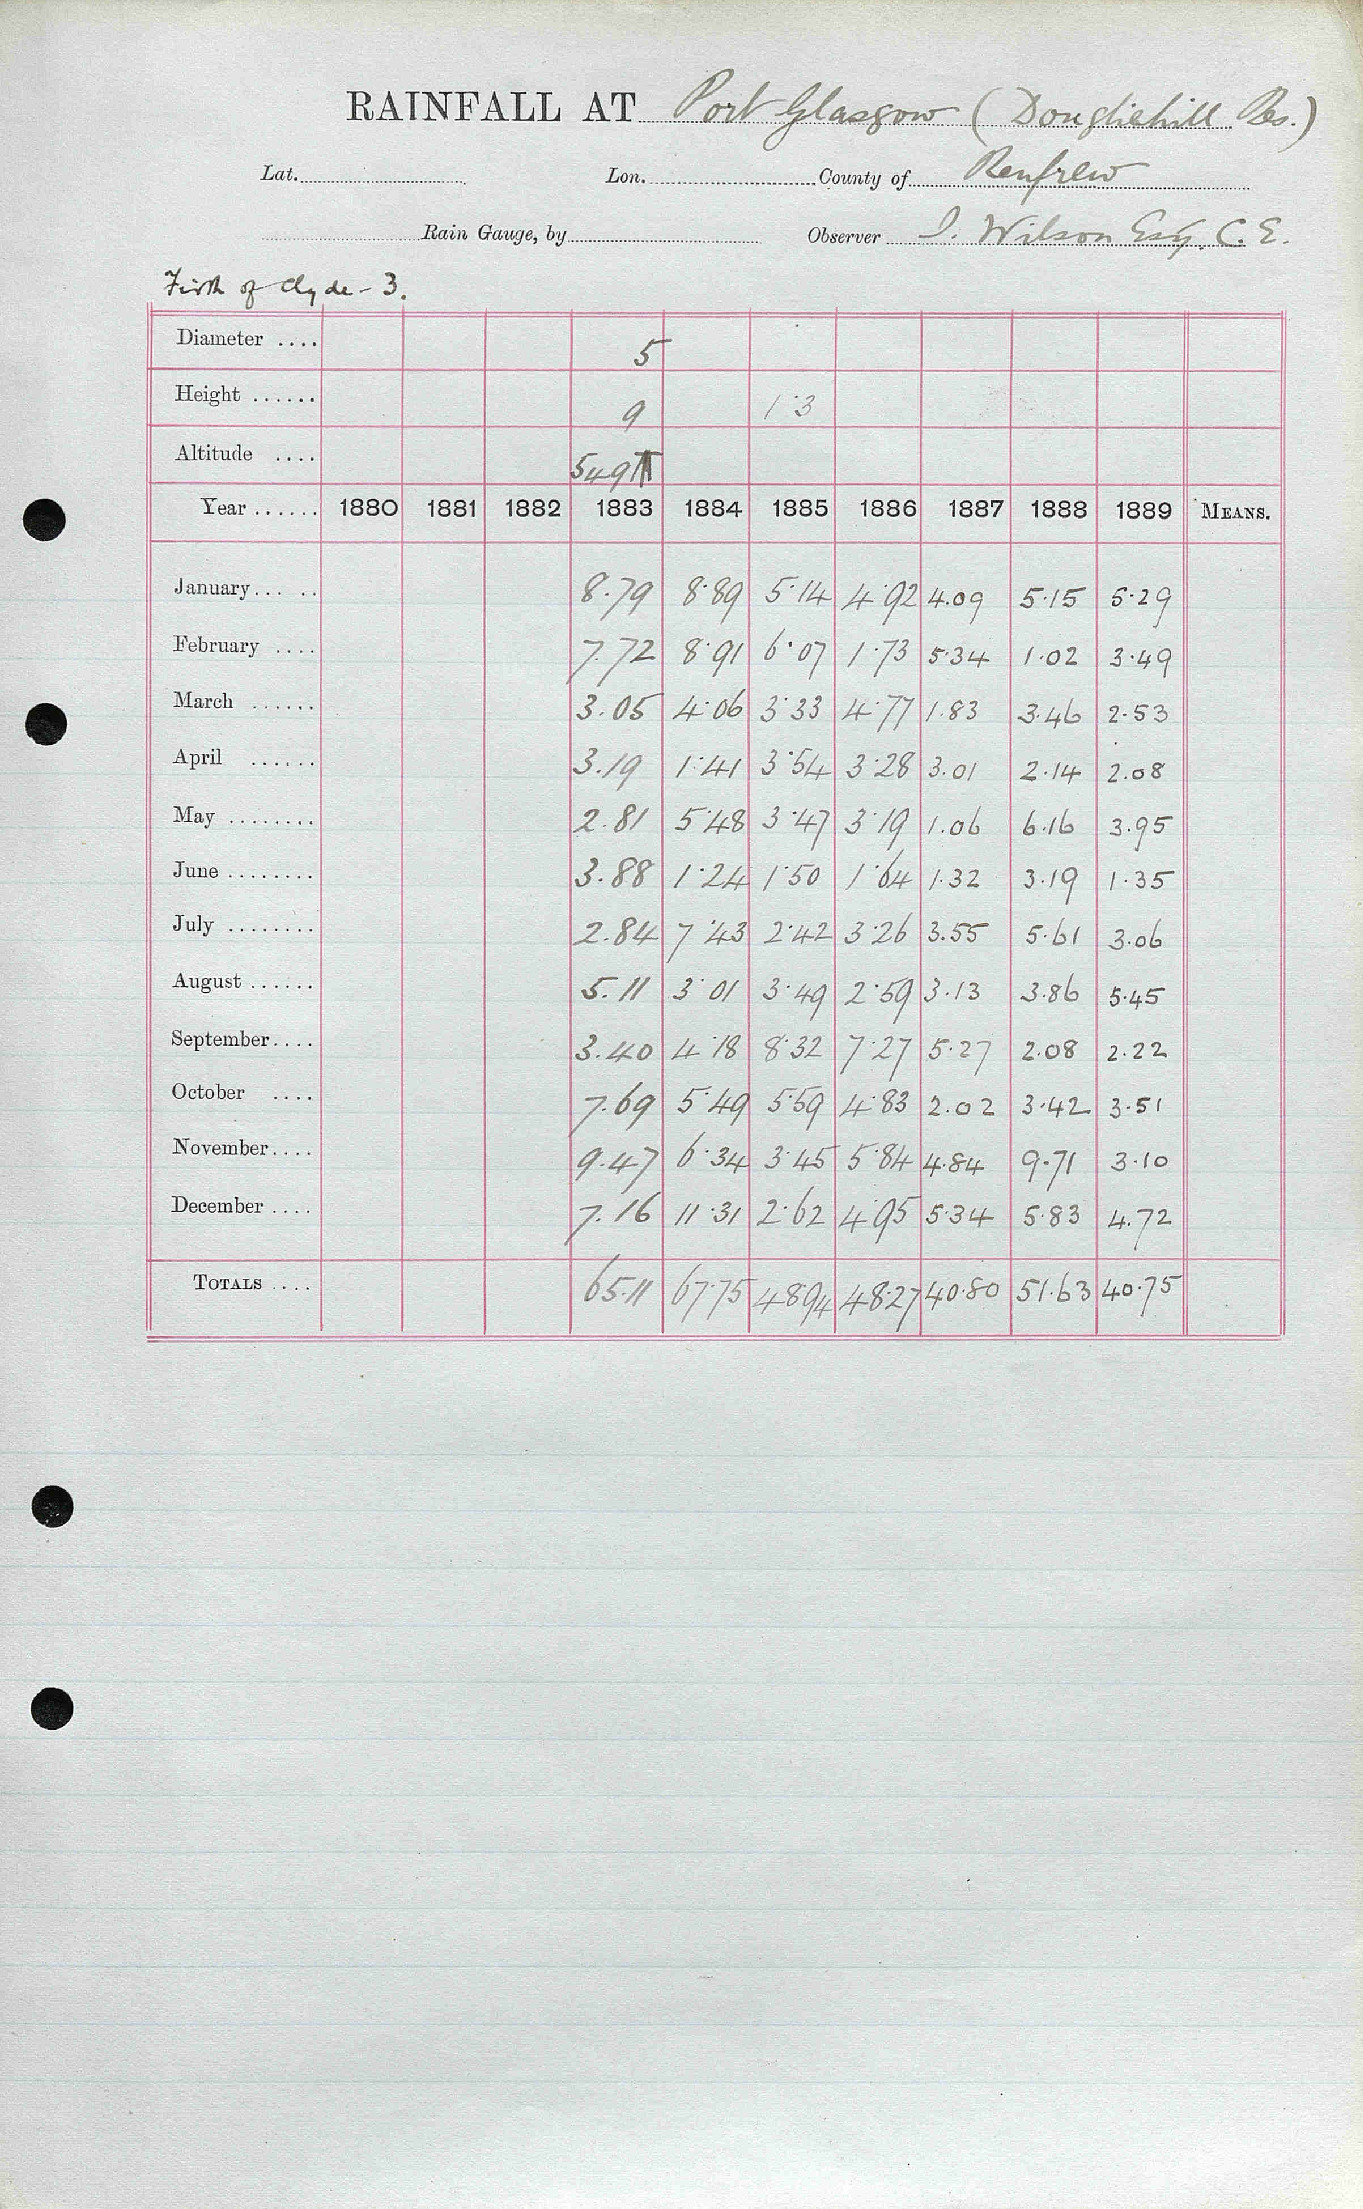 RAINFALL AT Port Glasgow (Dougliehill Res.)
Lat. Lon. County of Renfrew
Rain Gauge, by Observer I. Wilson Esq. C. E.
Firth of Clyde - 3.
Diameter .... 5
Height ...... 9 1·3
Altitude .... 549
Year ...... 1880 1881 1882 1883 1884 1885 1886 1887 1888 1889 MEANS.
January ... .. 8.79 8·89 5·14 4·92 4.09 5·15 5·29
February .... 7.72 8·91 6·07 1·73 5·34 1·02 3·49
March ...... 3.05 4·06 3·33 4·77 1.83 3·46 2·53
April ...... 3.19 1·41 3·54 3·28 3.01 2·14 2.08
May ........ 2.81 5·48 3·47 3·19 1.06 6·16 3.95
June ........ 3.88 1·24 1·50 1·64 1.32 3·19 1·35
July ........ 2.84 7·43 2·42 3·26 3.55 5·61 3·06
August ...... 5.11 3·01 3·49 2·59 3·13 3·86 5·45
September .... 3.40 4·18 8·32 7·27 5·27 2·08 2·22
October .... 7.69 5·49 5·59 4·83 2.02 3·42 3·51
November .... 9.47 6·34 3·45 5·84 4.84 9·71 3·10
December .... 7.16 11·31 2·62 4·95 5·34 5·83 4.72
TOTALS .... 65.11 67·75 48·94 48·27 40·80 51·63 40·75